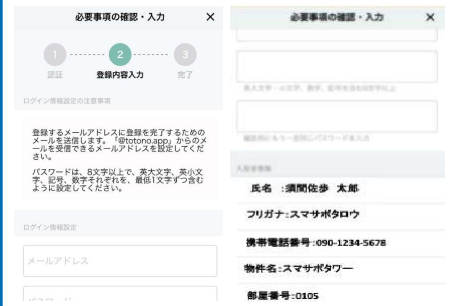 必要事項の確認・入力 ×
1 2 3
認証 登録内容入力 完了
ログイン情報設定の注意事項
登録するメールアドレスに登録を完了するための
メールを送信します。「@totono.app」からのメ
ールを受信できるメールアドレスを設定してくだ
さい。
パスワードは、8文字以上で、英大文字、英小文
字、記号、数字それぞれを、最低1文字ずつ含む
ように設定してください。
ログイン情報設定
メールアドレス
パスワード
必要事項の確認・入力 ×
入居者情報
氏名 :須間佐歩 太郎
フリガナ:スマサポタロウ
携帯電話番号:090-1234-5678
物件名:スマサポタワー
部屋番号:0105